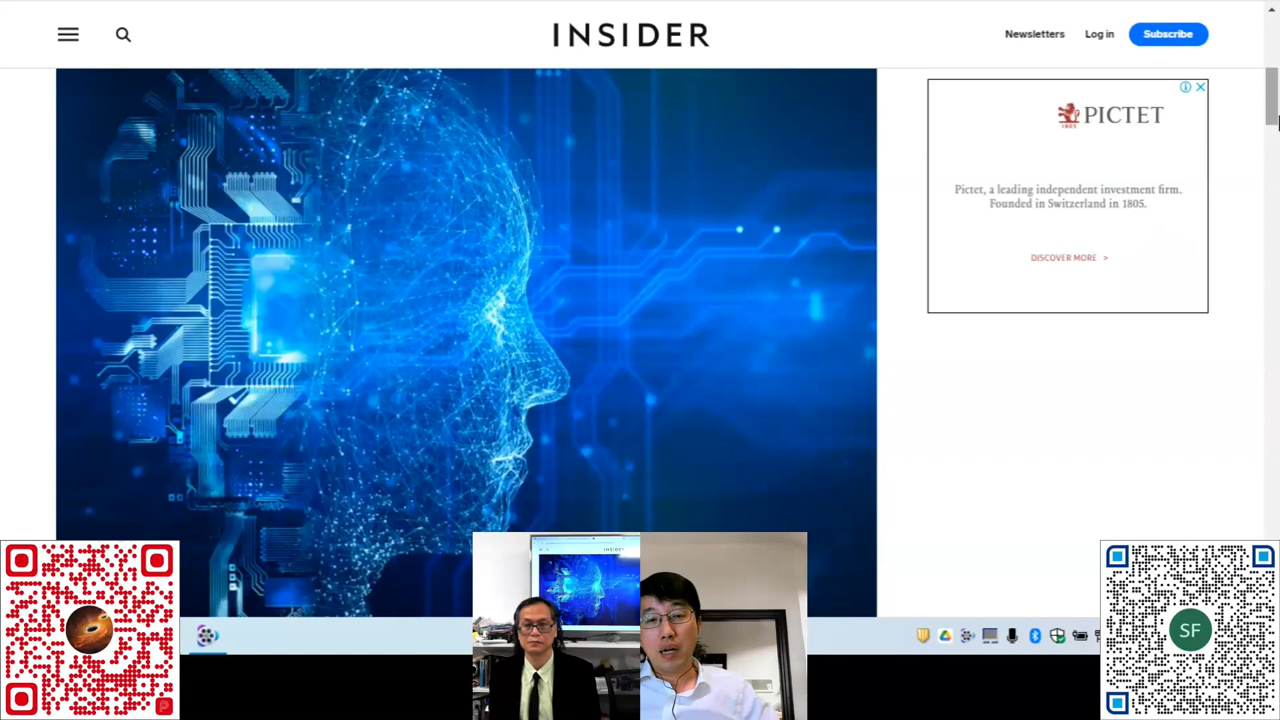 INSIDER
Newsletters
Log in
Subscribe
PICTET
1805
Pictet, a leading independent investment firm.
Founded in Switzerland in 1805.
DISCOVER MORE >
SF
INSIDER